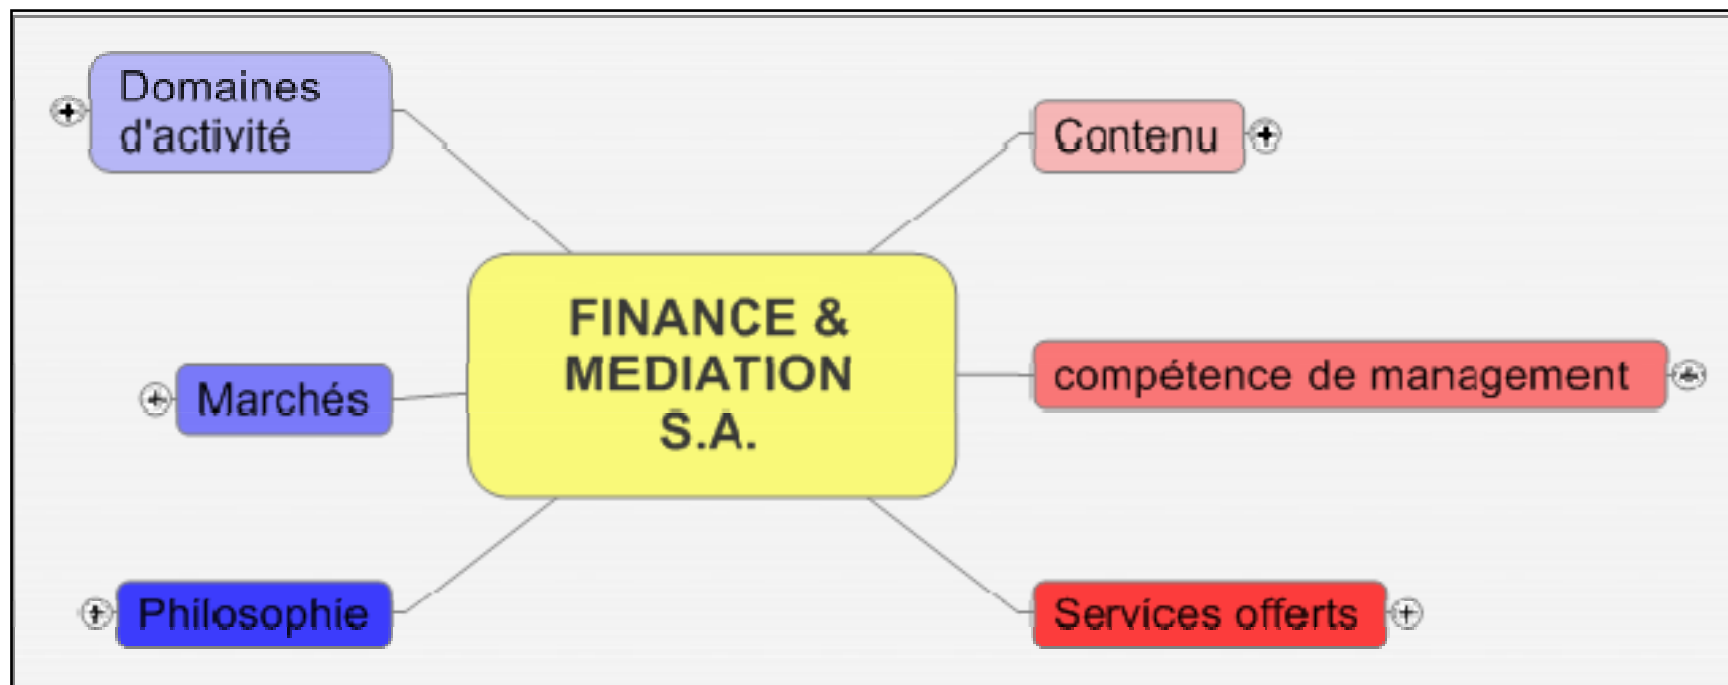 Domaines
d'activité
Contenu
FINANCE &
MEDIATION
S.A.
Marchés
compétence de management
Philosophie
Services offerts